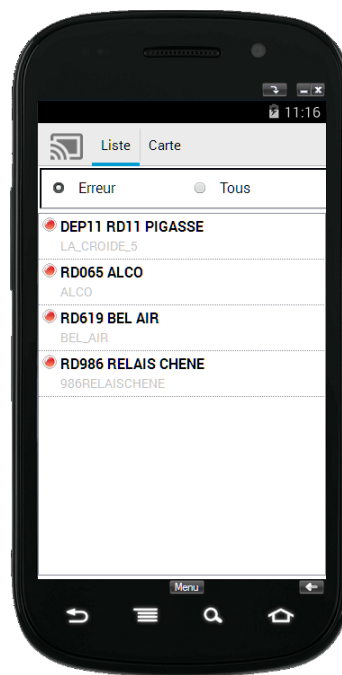 11:16
Liste Carte
Erreur Tous
DEP11 RD11 PIGASSE
LA_CROIDE_5
RD065 ALCO
ALCO
RD619 BEL AIR
BEL_AIR
RD986 RELAIS CHENE
986RELAISCHENE
Menu